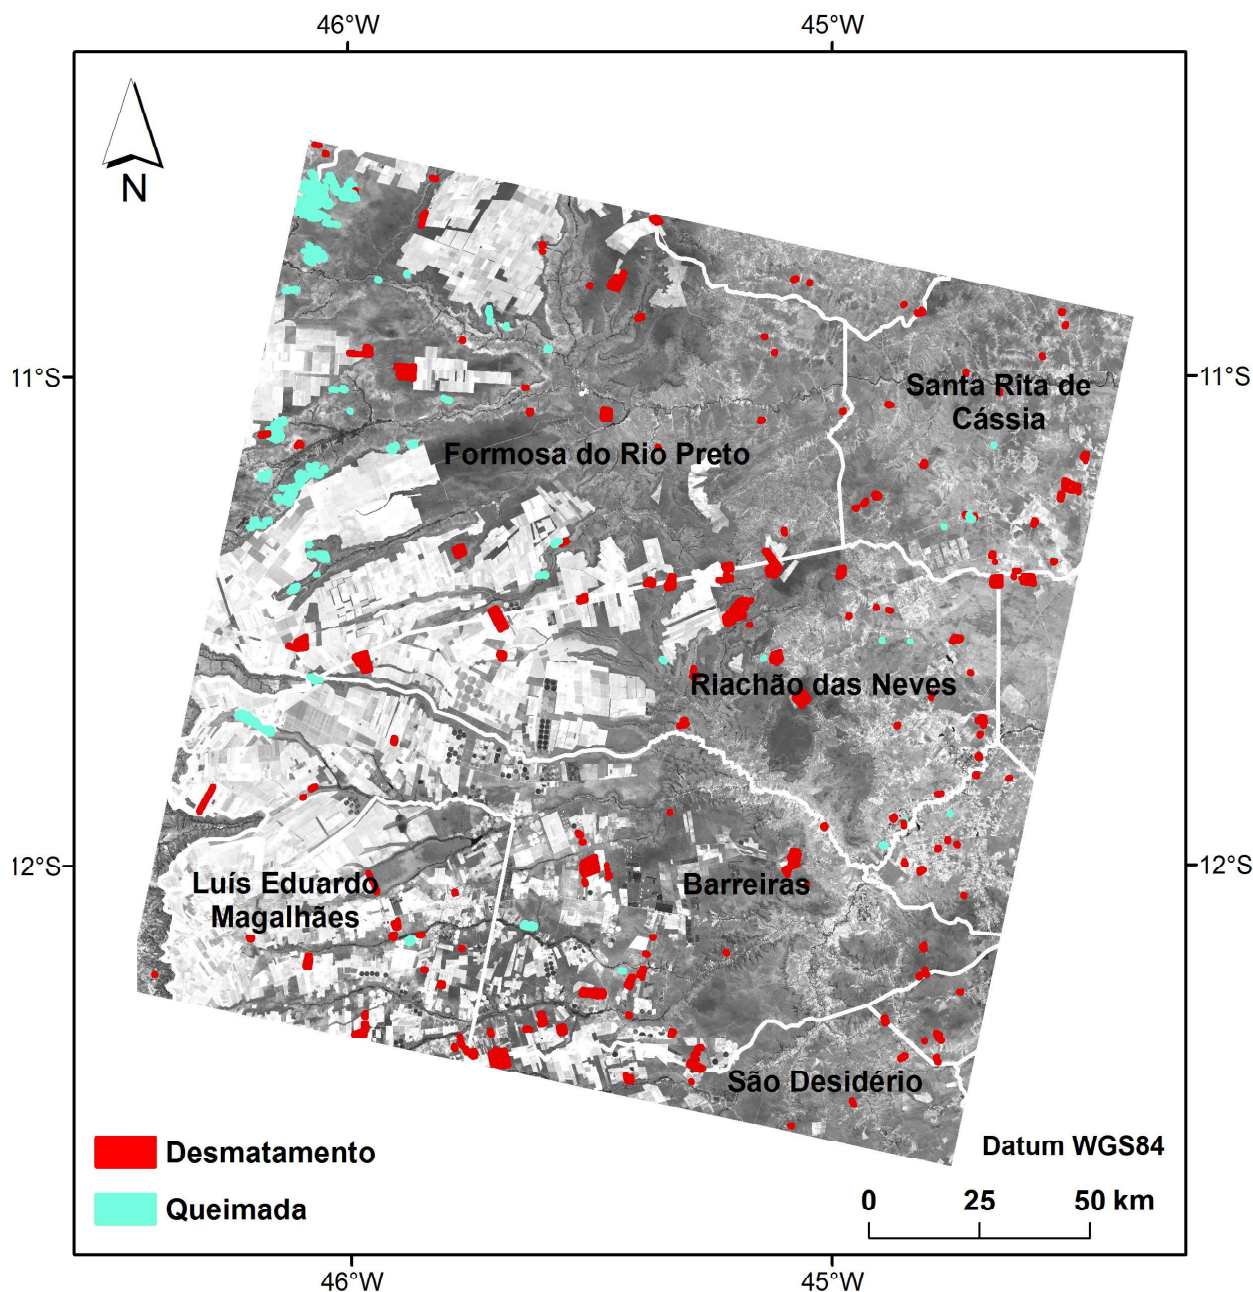 46°W
45°W
N
11°S
11°S
Santa Rita de
Cássia
Formosa do Rio Preto
Riachão das Neves
12°S
12°S
Luís Eduardo
Magalhães
Barreiras
São Desidério
Desmatamento
Queimada
Datum WGS84
0 25 50 km
46°W
45°W